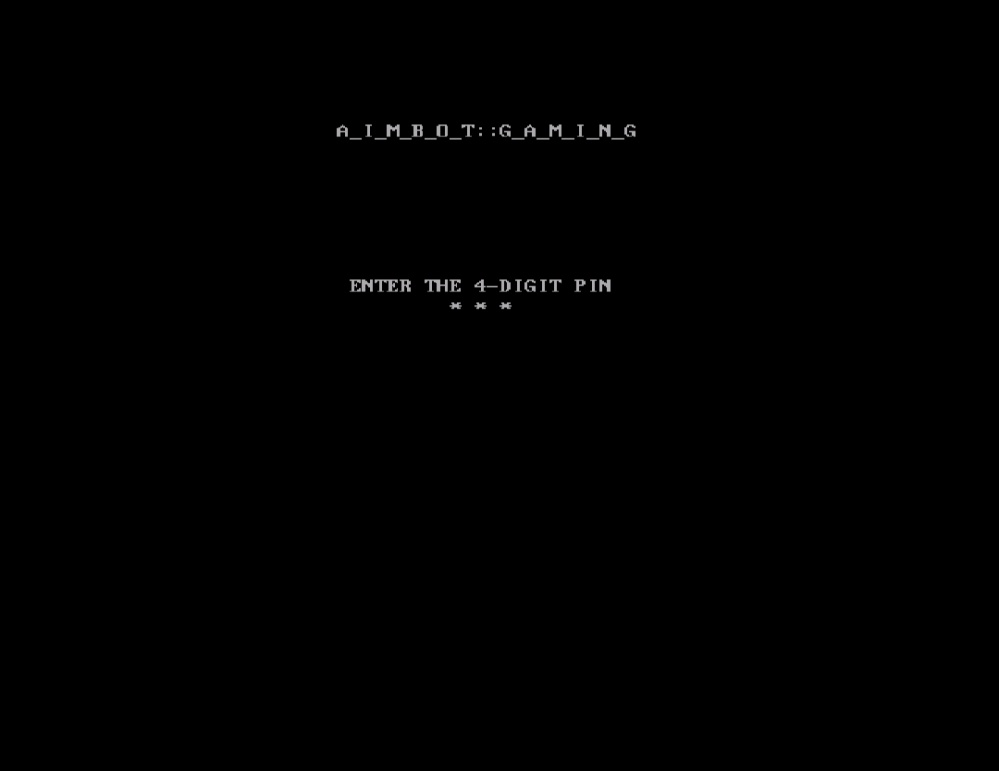 A_I_M_B_O_T::G_A_M_I_N_G
ENTER THE 4-DIGIT PIN
* * *